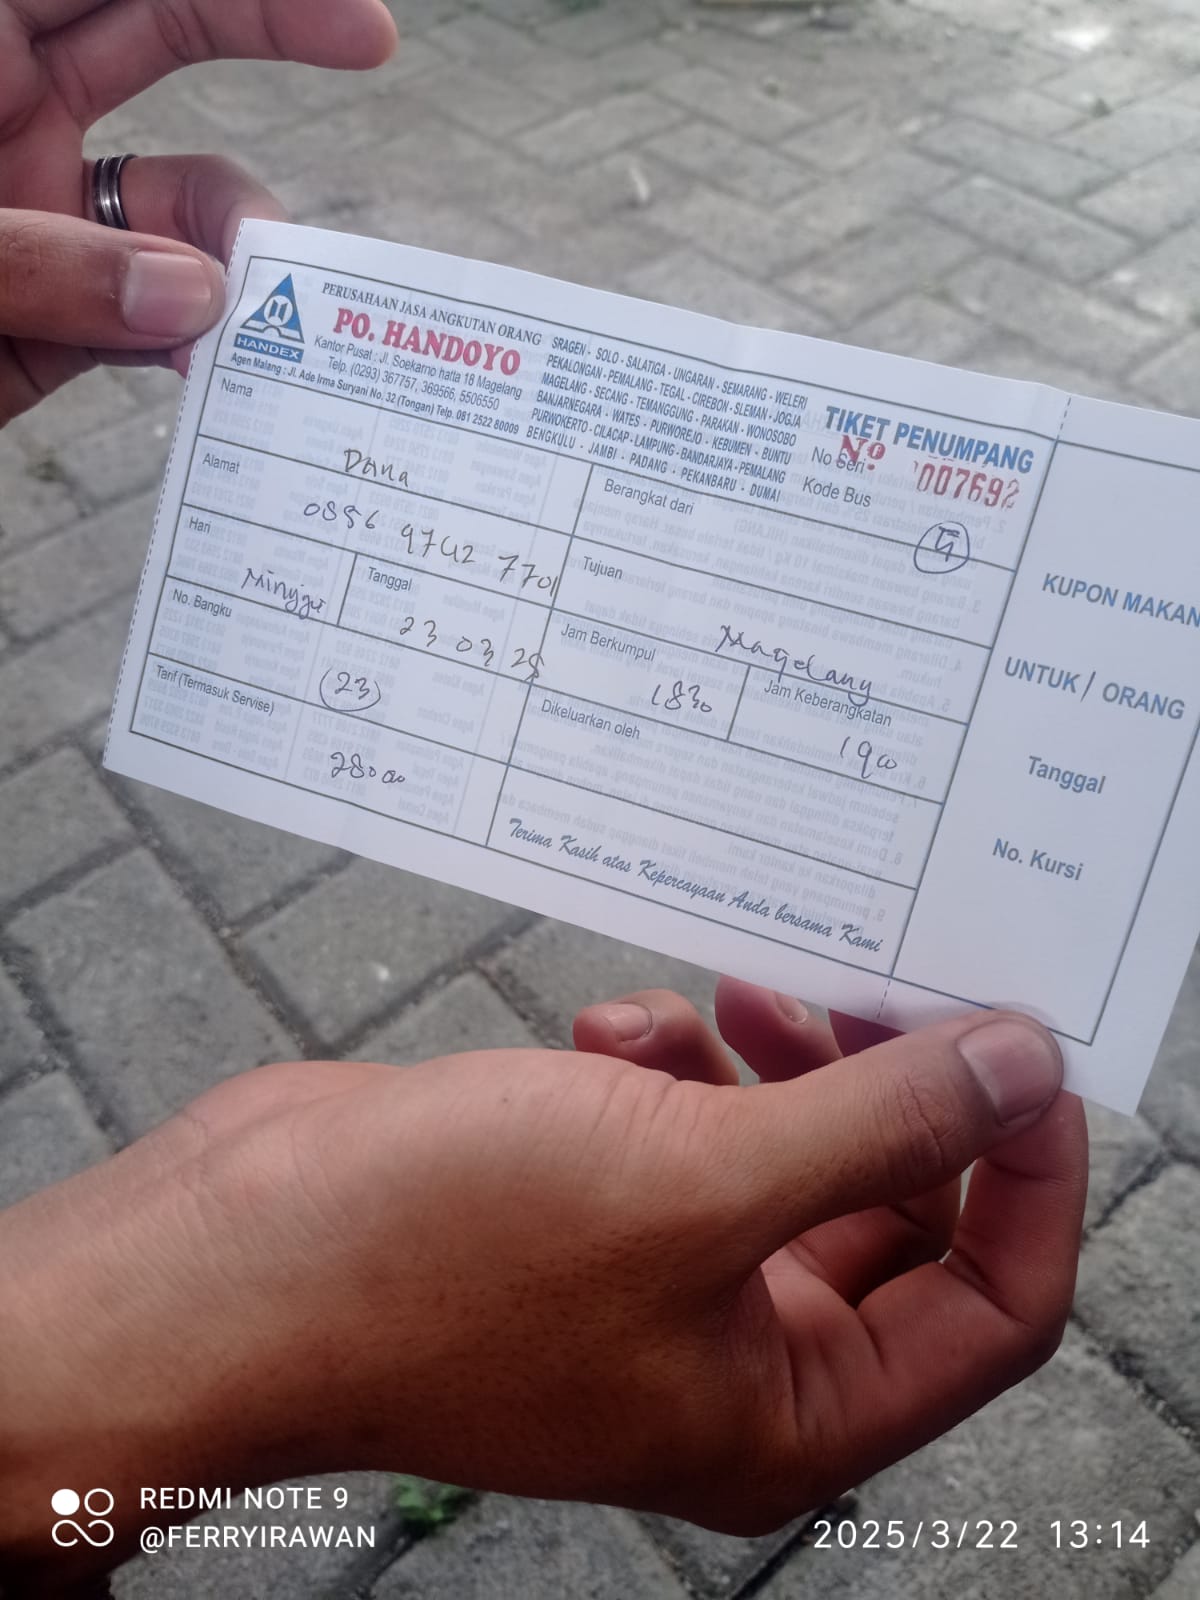 HANDEX
PERUSAHAAN JASA ANGKUTAN ORANG
PO. HANDOYO
Kantor Pusat : Jl. Soekarno hatta 18 Magelang
Telp. (0293) 367757, 369566, 5506550
Agen Malang : Jl. Ade Irma Suryani No. 32 (Tongan) Telp. 081 2522 80009
SRAGEN - SOLO - SALATIGA - UNGARAN - SEMARANG - WELERI
PEKALONGAN - PEMALANG - TEGAL - CIREBON - SLEMAN - JOGJA
MAGELANG - SECANG - TEMANGGUNG - PARAKAN - WONOSOBO
BANJARNEGARA - WATES - PURWOREJO - KEBUMEN - BUNTU
PURWOKERTO - CILACAP - LAMPUNG - BANDARJAYA - PEMALANG
BENGKULU - JAMBI - PADANG - PEKANBARU - DUMAI
TIKET PENUMPANG
No Seri No 007692
Kode Bus
Nama Dana
Alamat 0856 9742 7701
Hari Minggu
Tanggal 23 03 25
No. Bangku 23
Tarif (Termasuk Servise) 280 000
Berangkat dari
Tujuan Magelang
Jam Berkumpul 1830
Jam Keberangkatan 1900
Dikeluarkan oleh
Terima Kasih atas Kepercayaan Anda bersama Kami
KUPON MAKAN
UNTUK / ORANG
Tanggal
No. Kursi
REDMI NOTE 9
@FERRYIRAWAN
2025/3/22 13:14